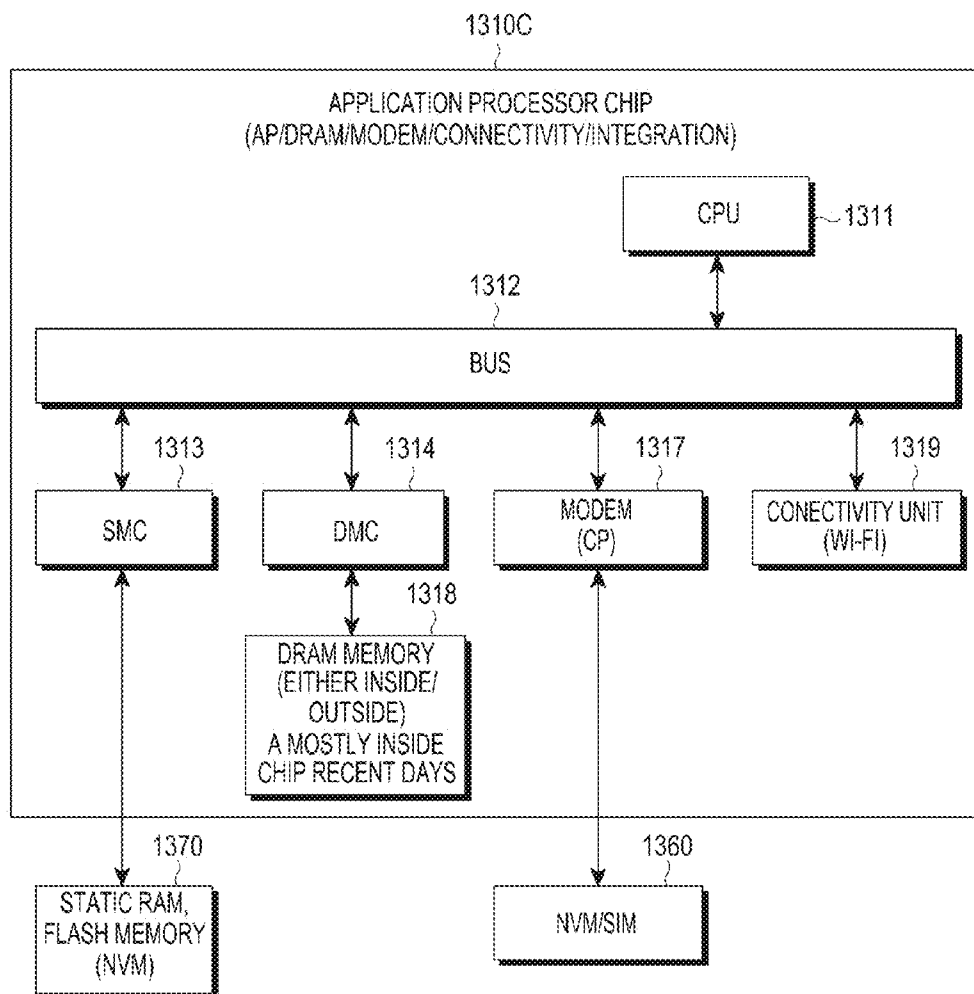 1310C
APPLICATION PROCESSOR CHIP
(AP/DRAM/MODEM/CONNECTIVITY/INTEGRATION)
CPU
1311
1312
BUS
1313
1314
1317
1319
SMC
DMC
MODEM
(CP)
CONECTIVITY UNIT
(WI-FI)
1318
DRAM MEMORY
(EITHER INSIDE/
OUTSIDE)
A MOSTLY INSIDE
CHIP RECENT DAYS
1370
1360
STATIC RAM,
FLASH MEMORY
(NVM)
NVM/SIM